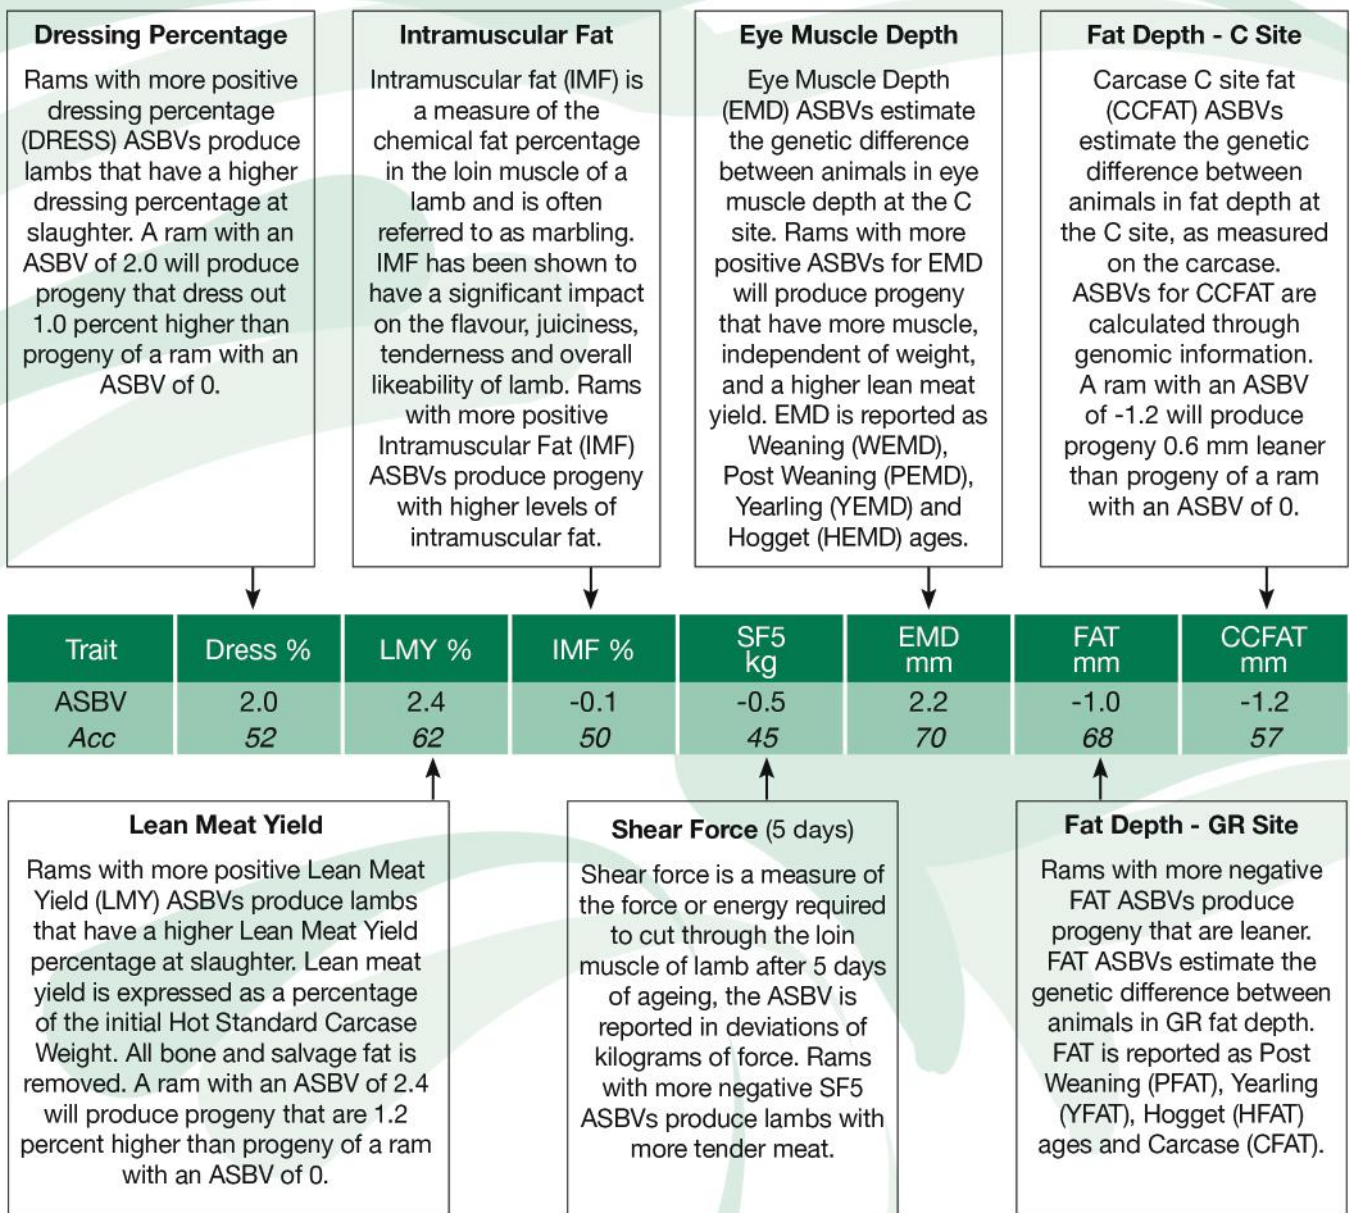 Dressing Percentage
Rams with more positive
dressing percentage
(DRESS) ASBVs produce
lambs that have a higher
dressing percentage at
slaughter. A ram with an
ASBV of 2.0 will produce
progeny that dress out
1.0 percent higher than
progeny of a ram with an
ASBV of 0.
Intramuscular Fat
Intramuscular fat (IMF) is
a measure of the
chemical fat percentage
in the loin muscle of a
lamb and is often
referred to as marbling.
IMF has been shown to
have a significant impact
on the flavour, juiciness,
tenderness and overall
likeability of lamb. Rams
with more positive
Intramuscular Fat (IMF)
ASBVs produce progeny
with higher levels of
intramuscular fat.
Eye Muscle Depth
Eye Muscle Depth
(EMD) ASBVs estimate
the genetic difference
between animals in eye
muscle depth at the C
site. Rams with more
positive ASBVs for EMD
will produce progeny
that have more muscle,
independent of weight,
and a higher lean meat
yield. EMD is reported as
Weaning (WEMD),
Post Weaning (PEMD),
Yearling (YEMD) and
Hogget (HEMD) ages.
Fat Depth - C Site
Carcase C site fat
(CCFAT) ASBVs
estimate the genetic
difference between
animals in fat depth at
the C site, as measured
on the carcase.
ASBVs for CCFAT are
calculated through
genomic information.
A ram with an ASBV
of -1.2 will produce
progeny 0.6 mm leaner
than progeny of a ram
with an ASBV of 0.
Trait Dress % LMY % IMF % SF5 kg EMD mm FAT mm CCFAT mm
ASBV 2.0 2.4 -0.1 -0.5 2.2 -1.0 -1.2
Acc 52 62 50 45 70 68 57
Lean Meat Yield
Rams with more positive Lean Meat
Yield (LMY) ASBVs produce lambs
that have a higher Lean Meat Yield
percentage at slaughter. Lean meat
yield is expressed as a percentage
of the initial Hot Standard Carcase
Weight. All bone and salvage fat is
removed. A ram with an ASBV of 2.4
will produce progeny that are 1.2
percent higher than progeny of a ram
with an ASBV of 0.
Shear Force (5 days)
Shear force is a measure of
the force or energy required
to cut through the loin
muscle of lamb after 5 days
of ageing, the ASBV is
reported in deviations of
kilograms of force. Rams
with more negative SF5
ASBVs produce lambs with
more tender meat.
Fat Depth - GR Site
Rams with more negative
FAT ASBVs produce
progeny that are leaner.
FAT ASBVs estimate the
genetic difference between
animals in GR fat depth.
FAT is reported as Post
Weaning (PFAT), Yearling
(YFAT), Hogget (HFAT)
ages and Carcase (CFAT).